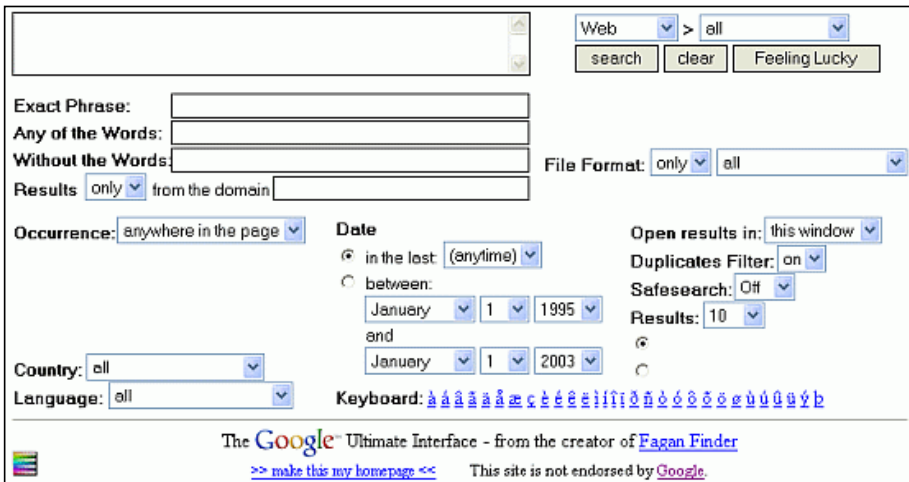 Web > all
search clear Feeling Lucky
Exact Phrase:
Any of the Words:
Without the Words:
File Format: only all
Results only from the domain
Occurrence: anywhere in the page
Date
in the last: (anytime)
between:
January 1 1995
and
January 1 2003
Open results in: this window
Duplicates Filter: on
Safesearch: Off
Results: 10
Country: all
Language: all
Keyboard: à á â ã ä å æ ç è é ê ë ì í î ï ð ñ ò ó ô õ ö ø ù ú û ü ý þ
The Google™ Ultimate Interface - from the creator of Fagan Finder
>> make this my homepage << This site is not endorsed by Google.